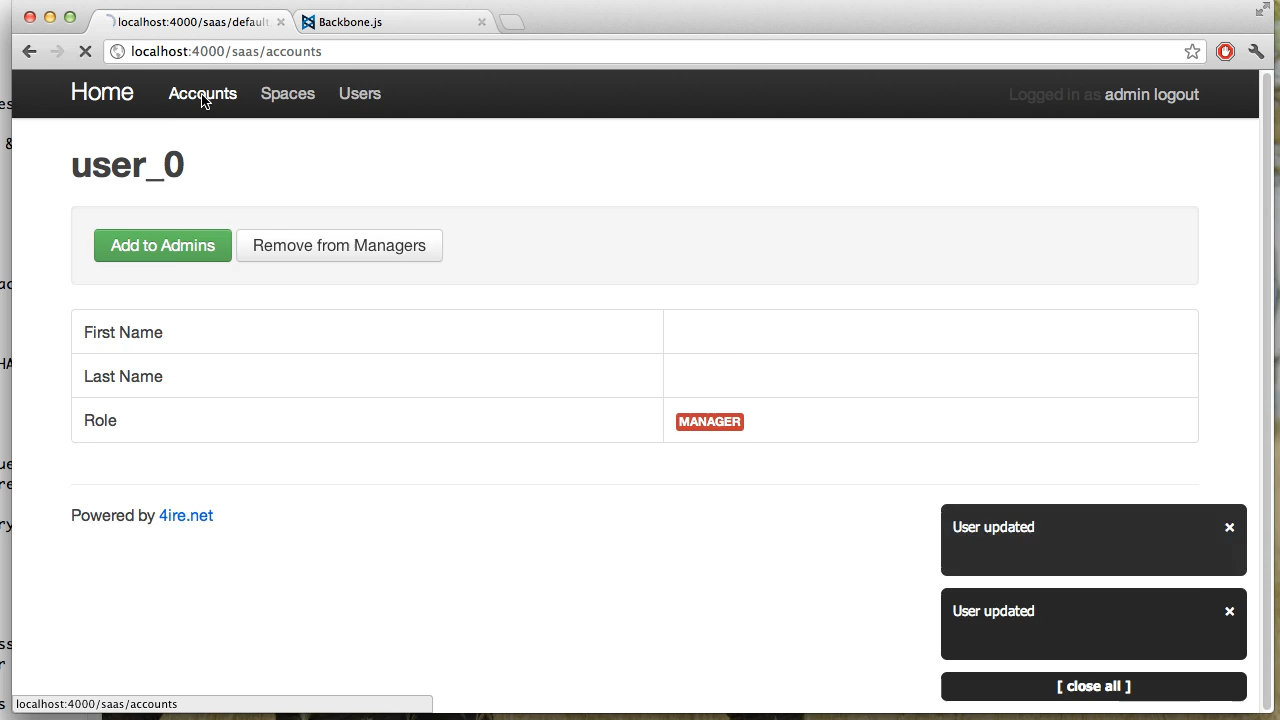 localhost:4000/saas/default
Backbone.js
localhost:4000/saas/accounts
Home Accounts Spaces Users Logged in as admin logout
user_0
Add to Admins Remove from Managers
First Name
Last Name
Role MANAGER
Powered by 4ire.net
User updated
User updated
[ close all ]
localhost:4000/saas/accounts